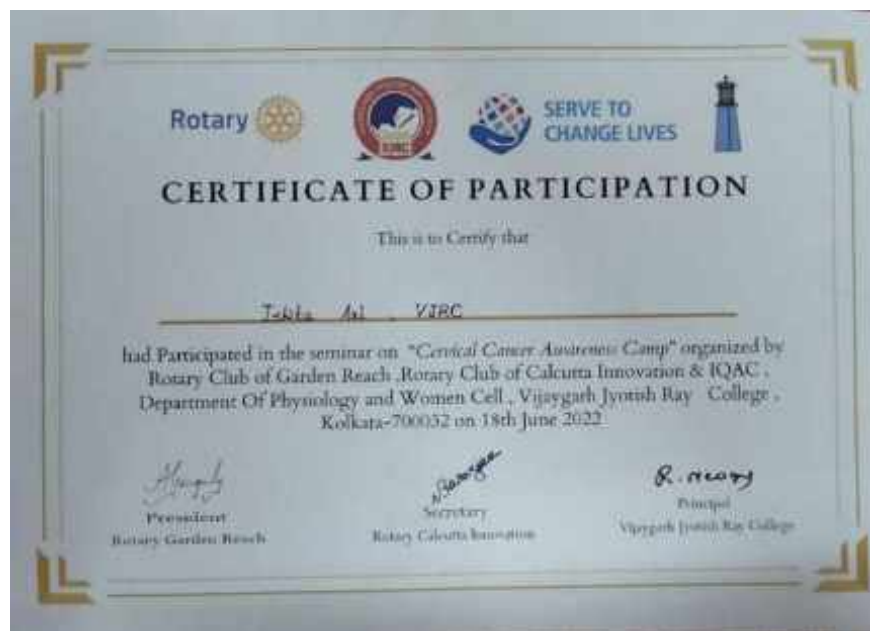 Rotary
IQAC
SERVE TO
CHANGE LIVES
CERTIFICATE OF PARTICIPATION
This is to Certify that
VJRC
had Participated in the seminar on "Cervical Cancer Awareness Camp" organized by
Rotary Club of Garden Reach ,Rotary Club of Calcutta Innovation & IQAC ,
Department Of Physiology and Women Cell , Vijaygarh Jyotish Ray College ,
Kolkata-700032 on 18th June 2022
President
Secretary
Principal
Rotary Garden Reach
Rotary Calcutta Innovation
Vijaygarh Jyotish Ray College